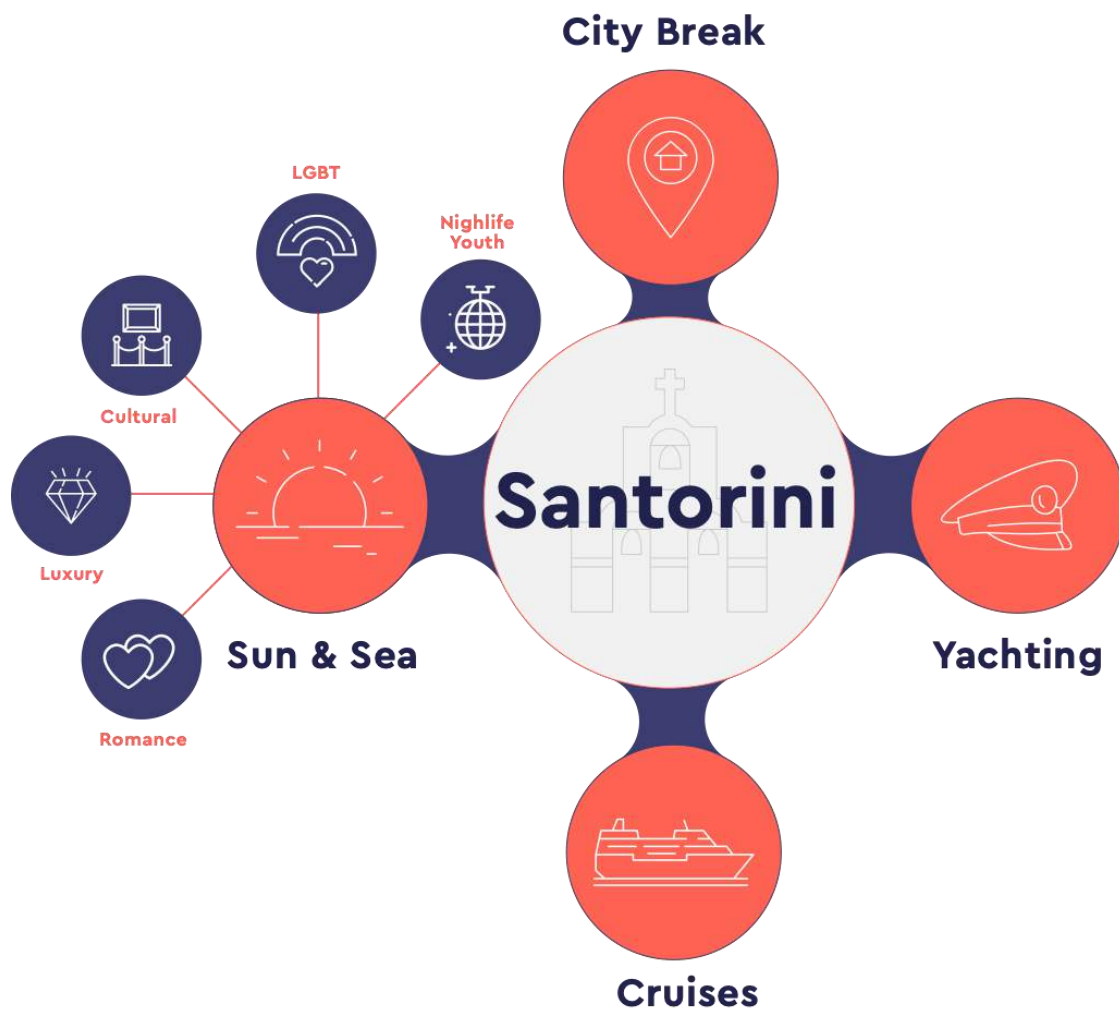 City Break
LGBT
Nighlife
Youth
Cultural
Santorini
Luxury
Sun & Sea
Yachting
Romance
Cruises